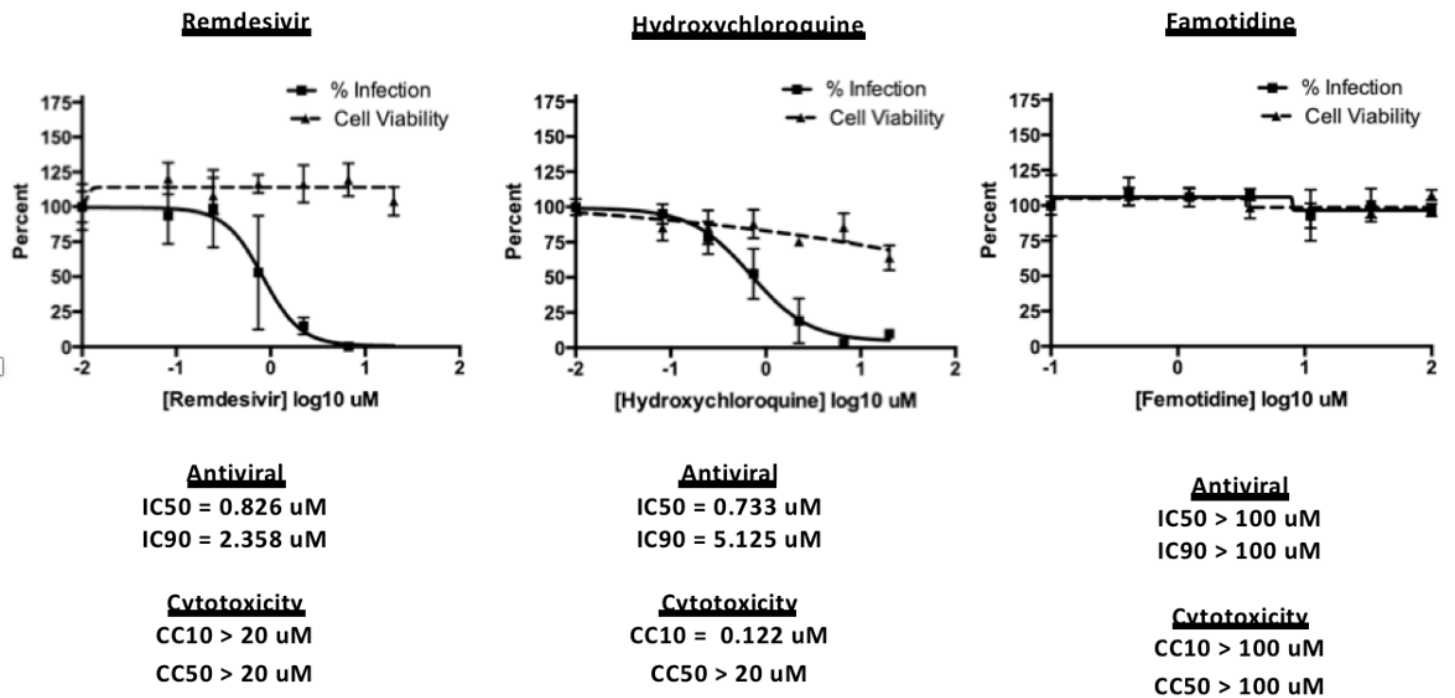 Remdesivir
% Infection
Cell Viability
175
150
125
100
75
50
25
0
Percent
-2 -1 0 1 2
[Remdesivir] log10 uM
Antiviral
IC50 = 0.826 uM
IC90 = 2.358 uM
Cytotoxicity
CC10 > 20 uM
CC50 > 20 uM
Hydroxychloroquine
% Infection
Cell Viability
175
150
125
100
75
50
25
0
Percent
-2 -1 0 1 2
[Hydroxychloroquine] log10 uM
Antiviral
IC50 = 0.733 uM
IC90 = 5.125 uM
Cytotoxicity
CC10 = 0.122 uM
CC50 > 20 uM
Famotidine
% Infection
Cell Viability
175
150
125
100
75
50
25
0
Percent
-1 0 1 2
[Femotidine] log10 uM
Antiviral
IC50 > 100 uM
IC90 > 100 uM
Cytotoxicity
CC10 > 100 uM
CC50 > 100 uM